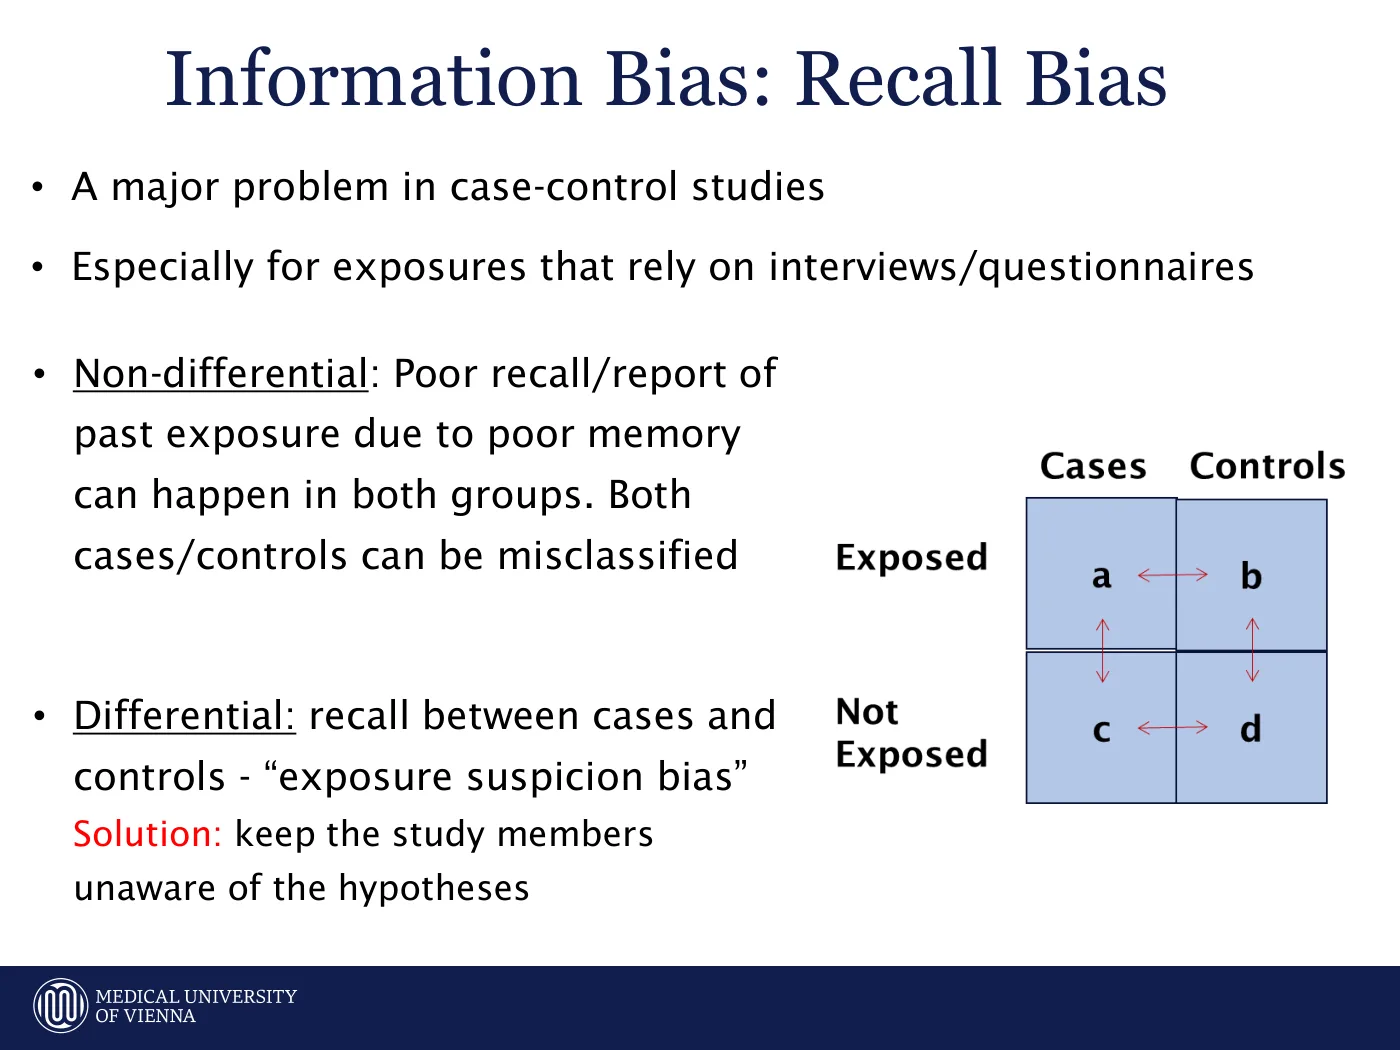 Information Bias: Recall Bias
• A major problem in case-control studies
• Especially for exposures that rely on interviews/questionnaires
• Non-differential: Poor recall/report of
past exposure due to poor memory
can happen in both groups. Both
cases/controls can be misclassified
• Differential: recall between cases and
controls - “exposure suspicion bias”
Solution: keep the study members
unaware of the hypotheses
Cases Controls
Exposed a b
Not
Exposed c d
MEDICAL UNIVERSITY
OF VIENNA